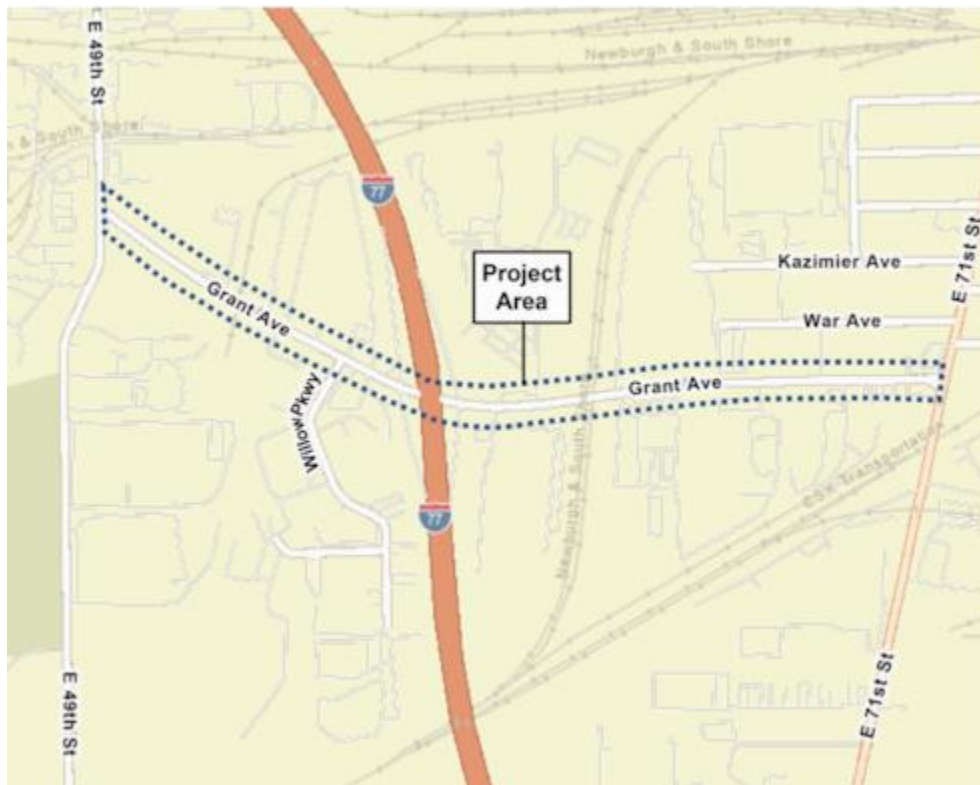 E 49th St
Newburgh & South Shore
& South Shore
77
Project
Area
Kazimier Ave
E 71st St
War Ave
Grant Ave
Grant Ave
Willow Pkwy
Newburgh & South
CSX Transportation
77
E 49th St
E 71st St